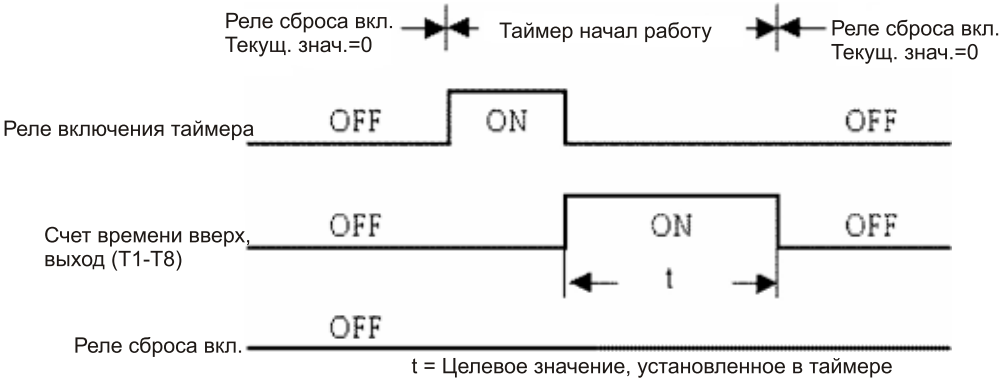 Реле сброса вкл.
Текущ. знач.=0
Таймер начал работу
Реле сброса вкл.
Текущ. знач.=0
Реле включения таймера
OFF
ON
OFF
Счет времени вверх,
выход (T1-T8)
OFF
ON
OFF
t
Реле сброса вкл.
OFF
t = Целевое значение, установленное в таймере